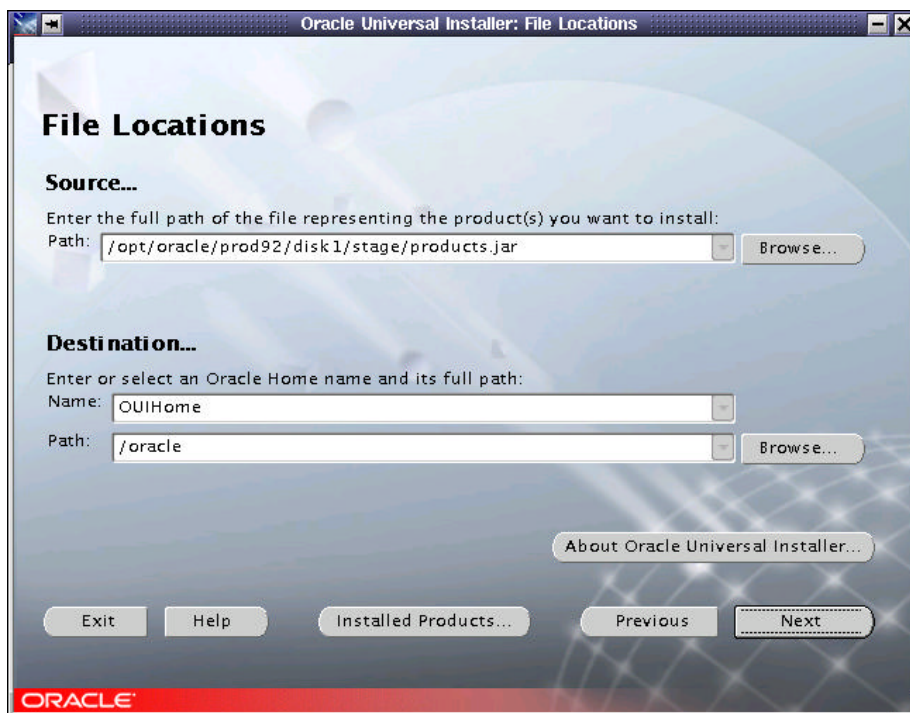 Oracle Universal Installer: File Locations
File Locations
Source...
Enter the full path of the file representing the product(s) you want to install:
Path: /opt/oracle/prod92/disk1/stage/products.jar Browse...
Destination...
Enter or select an Oracle Home name and its full path:
Name: OUIHome
Path: /oracle Browse...
About Oracle Universal Installer...
Exit Help Installed Products... Previous Next
ORACLE